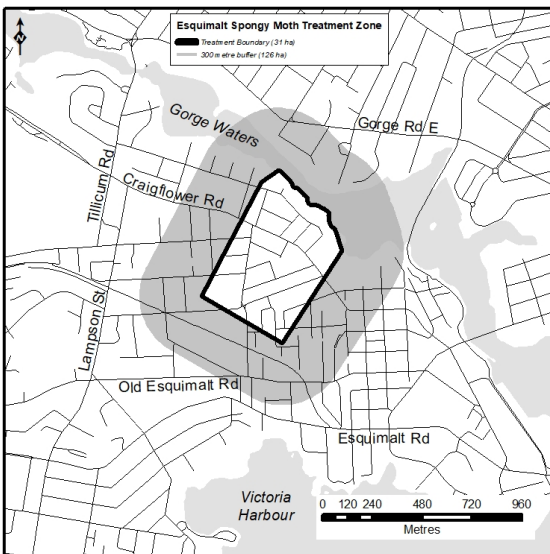 Esquimalt Spongy Moth Treatment Zone
Treatment Boundary (31 ha)
300 metre buffer (126 ha)
N
Gorge Waters
Gorge Rd E
Tillicum Rd
Craigflower Rd
Lampson St
Old Esquimalt Rd
Esquimalt Rd
Victoria
Harbour
0 120 240 480 720 960
Metres